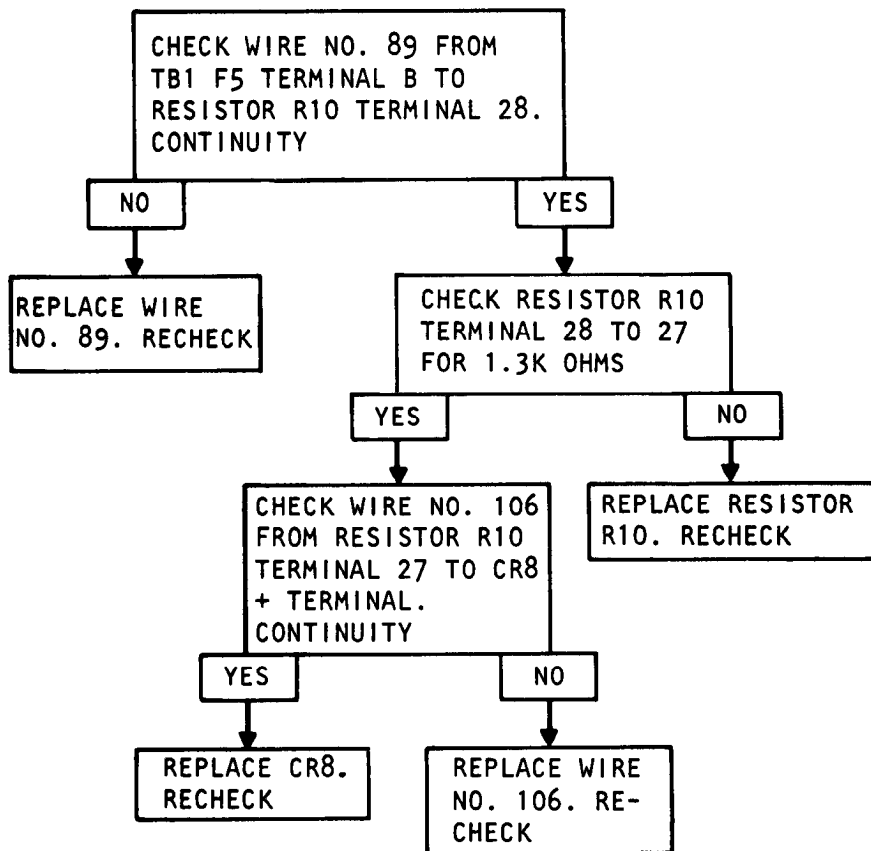 CHECK WIRE NO. 89 FROM
TB1 F5 TERMINAL B TO
RESISTOR R10 TERMINAL 28.
CONTINUITY
NO
YES
REPLACE WIRE
NO. 89. RECHECK
CHECK RESISTOR R10
TERMINAL 28 TO 27
FOR 1.3K OHMS
YES
NO
CHECK WIRE NO. 106
FROM RESISTOR R10
TERMINAL 27 TO CR8
+ TERMINAL.
CONTINUITY
REPLACE RESISTOR
R10. RECHECK
YES
NO
REPLACE CR8.
RECHECK
REPLACE WIRE
NO. 106. RE-
CHECK